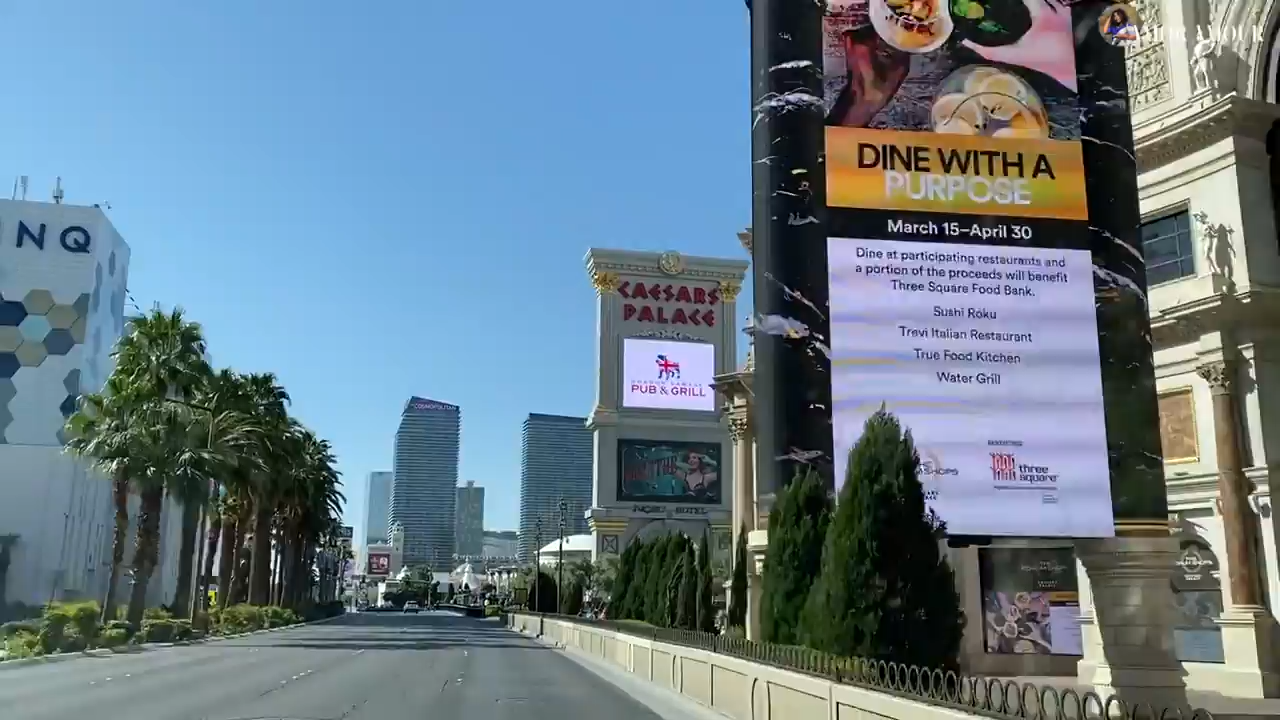 INQ
DINE WITH A
PURPOSE
March 15–April 30
Dine at participating restaurants and
a portion of the proceeds will benefit
Three Square Food Bank.
Sushi Roku
Trevi Italian Restaurant
True Food Kitchen
Water Grill
three
square
CAESARS
PALACE
PUB & GRILL
COSMOPOLITAN
HOTEL